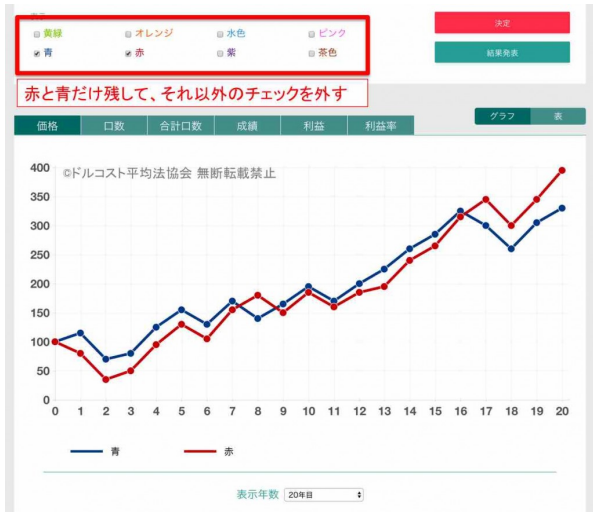 表示
黄緑 オレンジ 水色 ピンク
決定
青 赤 紫 茶色
結果発表
赤と青だけ残して、それ以外のチェックを外す
グラフ 表
価格 口数 合計口数 成績 利益 利益率
©ドルコスト平均法協会 無断転載禁止
400
350
300
250
200
150
100
50
0
0 1 2 3 4 5 6 7 8 9 10 11 12 13 14 15 16 17 18 19 20
青 赤
表示年数 20年目